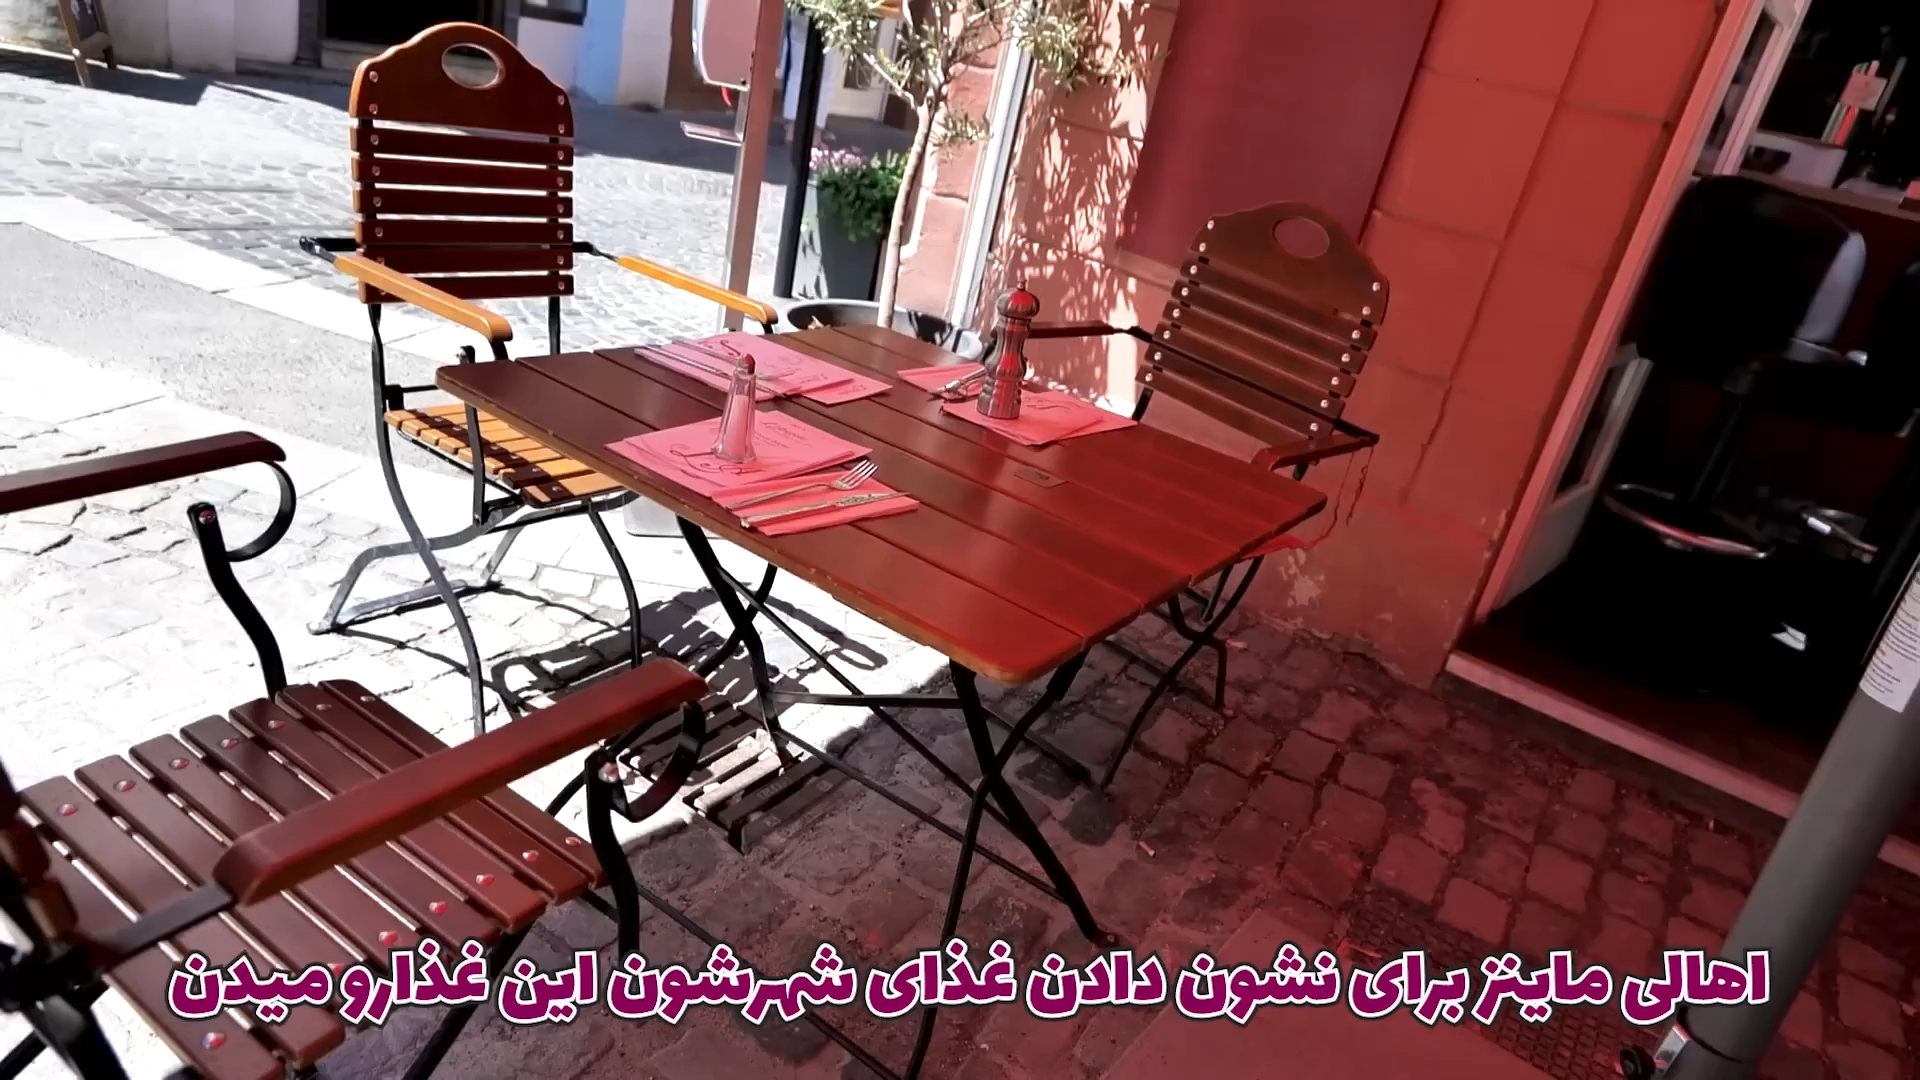 اهالی ماینز برای نشون دادن غذای شهرشون این غذارو میدن